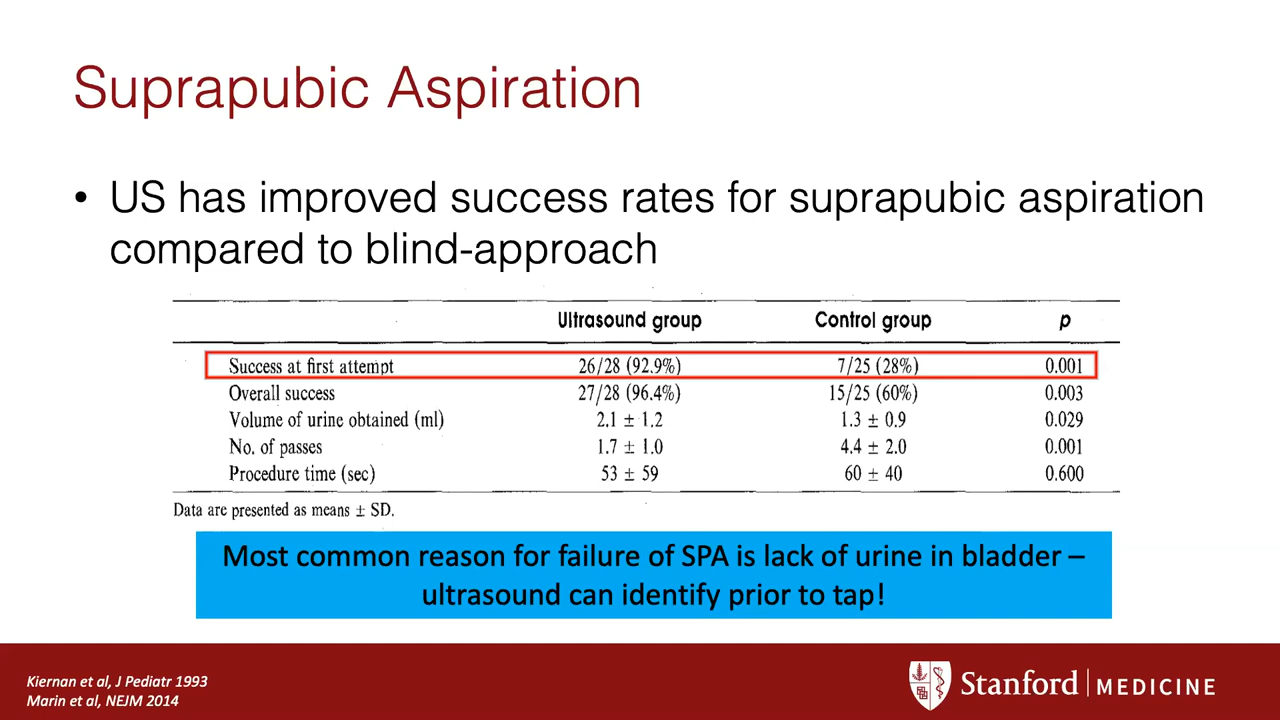 Suprapubic Aspiration
• US has improved success rates for suprapubic aspiration
compared to blind-approach
Ultrasound group Control group p
Success at first attempt 26/28 (92.9%) 7/25 (28%) 0.001
Overall success 27/28 (96.4%) 15/25 (60%) 0.003
Volume of urine obtained (ml) 2.1 ± 1.2 1.3 ± 0.9 0.029
No. of passes 1.7 ± 1.0 4.4 ± 2.0 0.001
Procedure time (sec) 53 ± 59 60 ± 40 0.600
Data are presented as means ± SD.
Most common reason for failure of SPA is lack of urine in bladder –
ultrasound can identify prior to tap!
Kiernan et al, J Pediatr 1993
Marin et al, NEJM 2014
Stanford MEDICINE